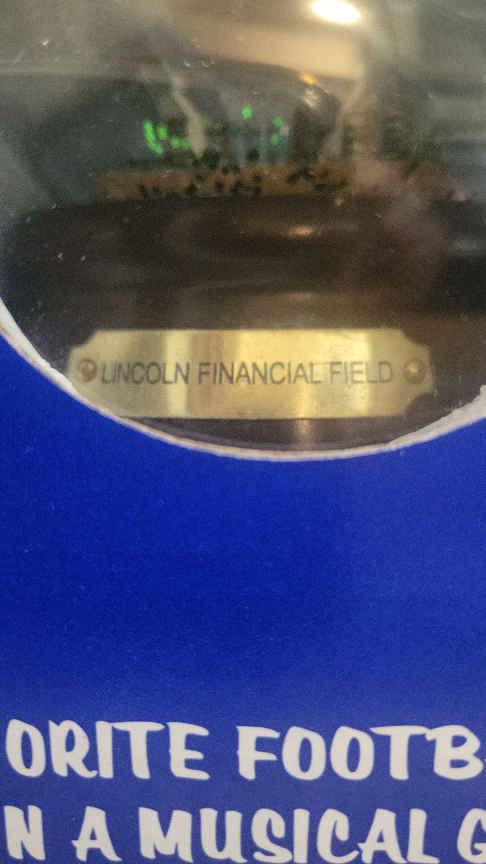 LINCOLN FINANCIAL FIELD
ORITE FOOTB
N A MUSICAL G